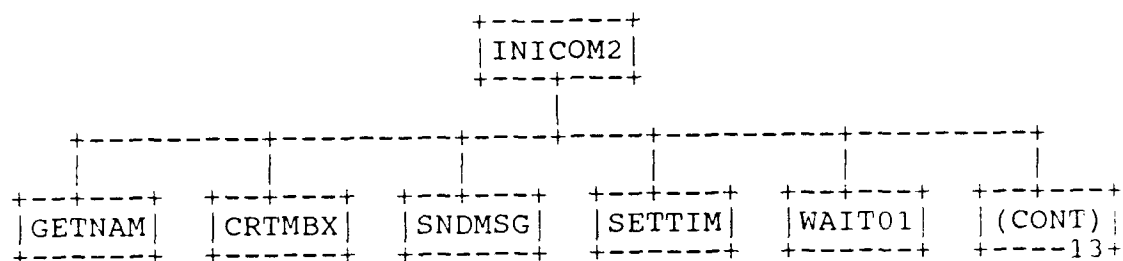 INICOM2
GETNAM CRTMBX SNDMSG SETTIM WAIT01 (CONT)
13